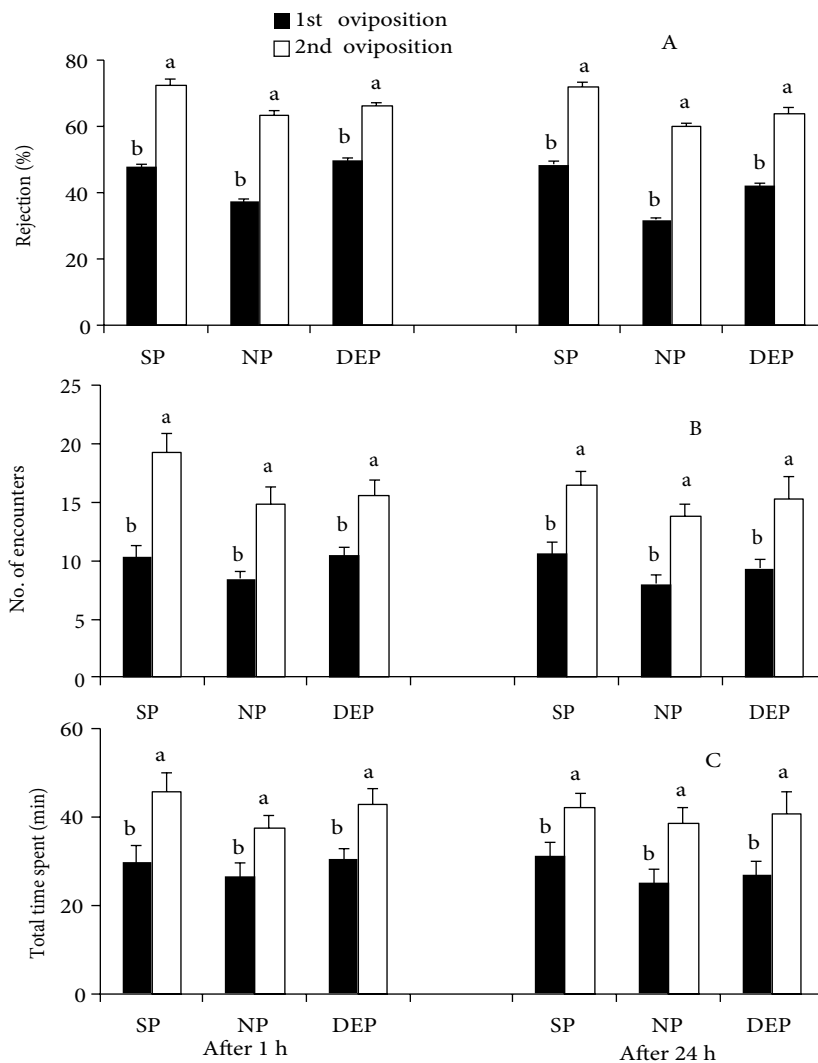 1st oviposition
2nd oviposition
A
Rejection (%)
80
60
40
20
0
a
a
a
a
a
a
b
b
b
b
b
b
SP NP DEP SP NP DEP
B
No. of encounters
25
20
15
10
5
0
a
a
a
a
a
a
b
b
b
b
b
b
SP NP DEP SP NP DEP
C
Total time spent (min)
60
40
20
0
a
a
a
a
a
a
b
b
b
b
b
b
SP NP DEP SP NP DEP
After 1 h After 24 h